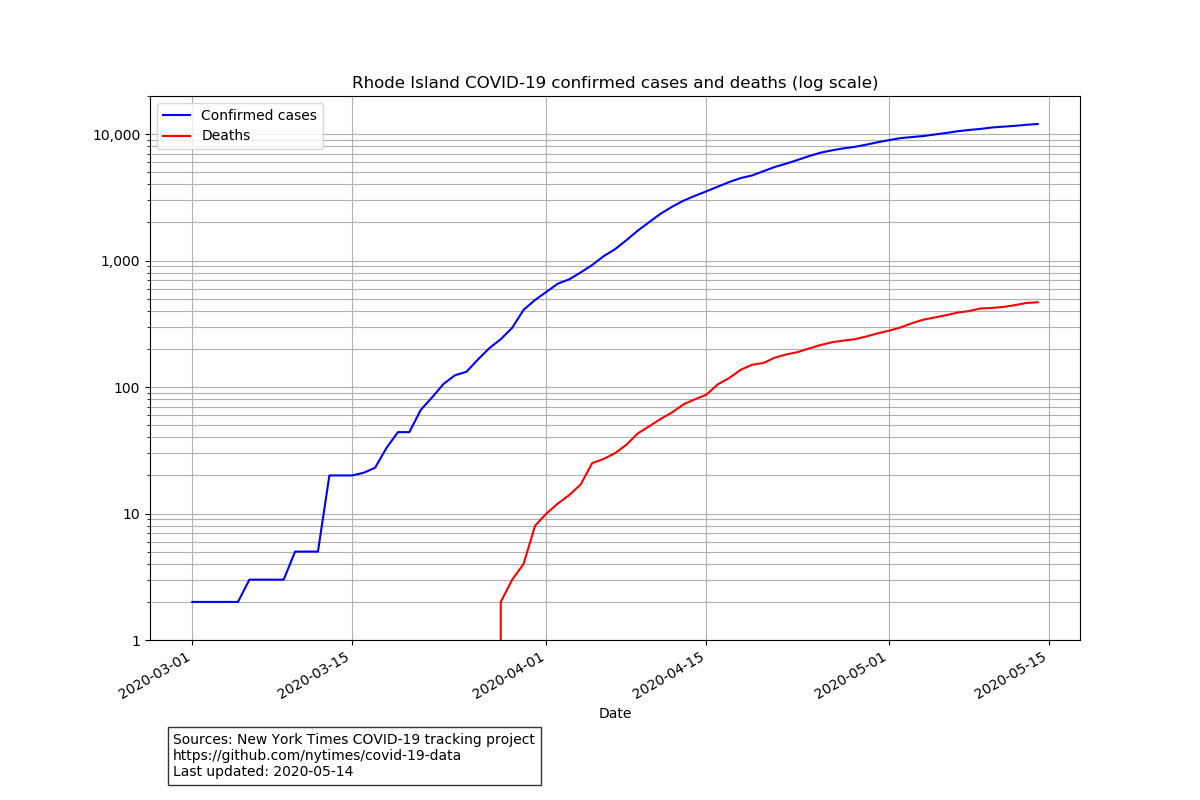 Rhode Island COVID-19 confirmed cases and deaths (log scale)
Confirmed cases
Deaths
10,000
1,000
100
10
1
2020-03-01
2020-03-15
2020-04-01
2020-04-15
2020-05-01
2020-05-15
Date
Sources: New York Times COVID-19 tracking project
https://github.com/nytimes/covid-19-data
Last updated: 2020-05-14